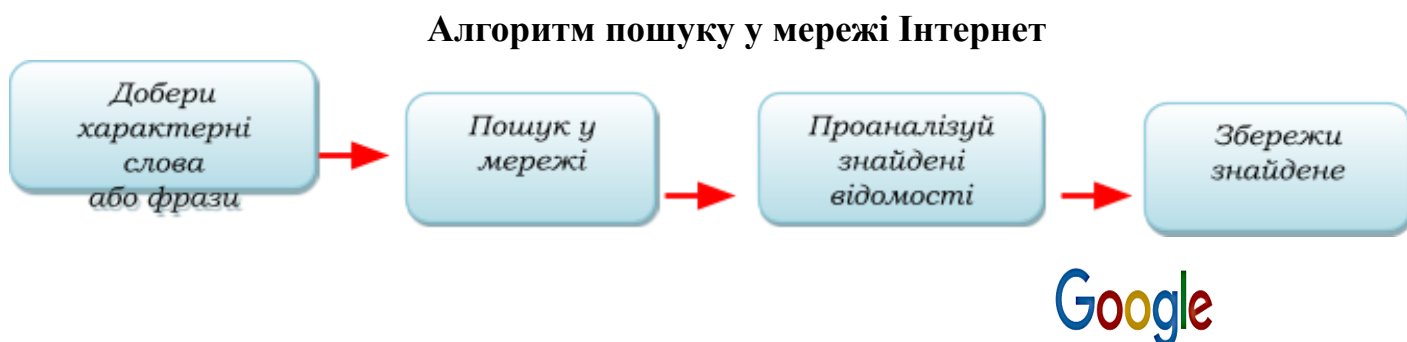 Алгоритм пошуку у мережі Інтернет
Добери
характерні
слова
або фрази
Пошук у
мережі
Проаналізуй
знайдені
відомості
Збережи
знайдене
Google